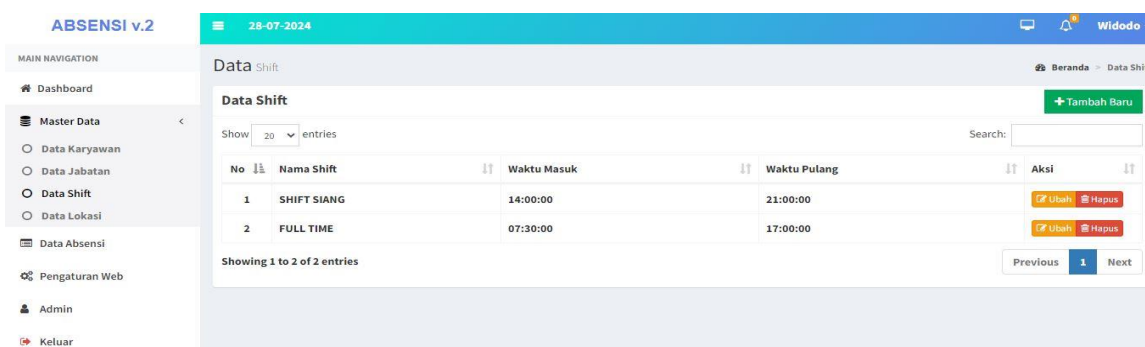 ABSENSI v.2
28-07-2024
0
Widodo
MAIN NAVIGATION
Dashboard
Master Data
Data Karyawan
Data Jabatan
Data Shift
Data Lokasi
Data Absensi
Pengaturan Web
Admin
Keluar
Data Shift
Beranda > Data Shi
Data Shift
+Tambah Baru
Show 20 entries
Search:
No Nama Shift Waktu Masuk Waktu Pulang Aksi
1 SHIFT SIANG 14:00:00 21:00:00 Ubah Hapus
2 FULL TIME 07:30:00 17:00:00 Ubah Hapus
Showing 1 to 2 of 2 entries
Previous 1 Next